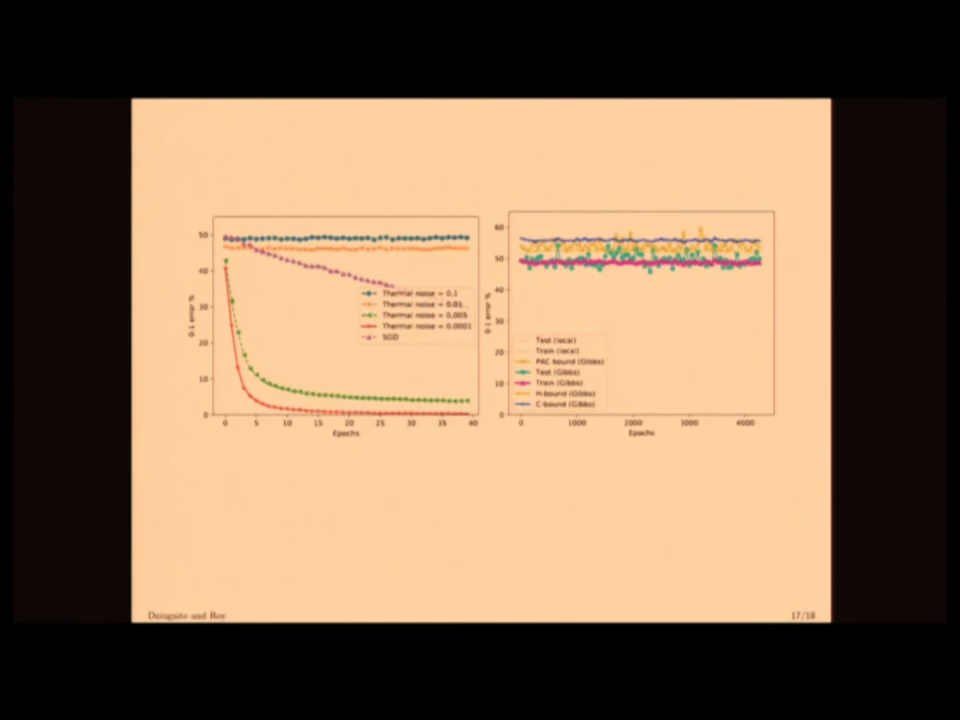 50
40
30
20
10
0
0-1 error %
Thermal noise = 0.1
Thermal noise = 0.01
Thermal noise = 0.005
Thermal noise = 0.0001
SGD
0 5 10 15 20 25 30 35 40
Epochs
60
50
40
30
20
10
0
0-1 error %
Test (local)
Train (local)
PAC bound (Gibbs)
Test (Gibbs)
Train (Gibbs)
H-bound (Gibbs)
C-bound (Gibbs)
0 1000 2000 3000 4000
Epochs
Dziugaite and Roy
17/18